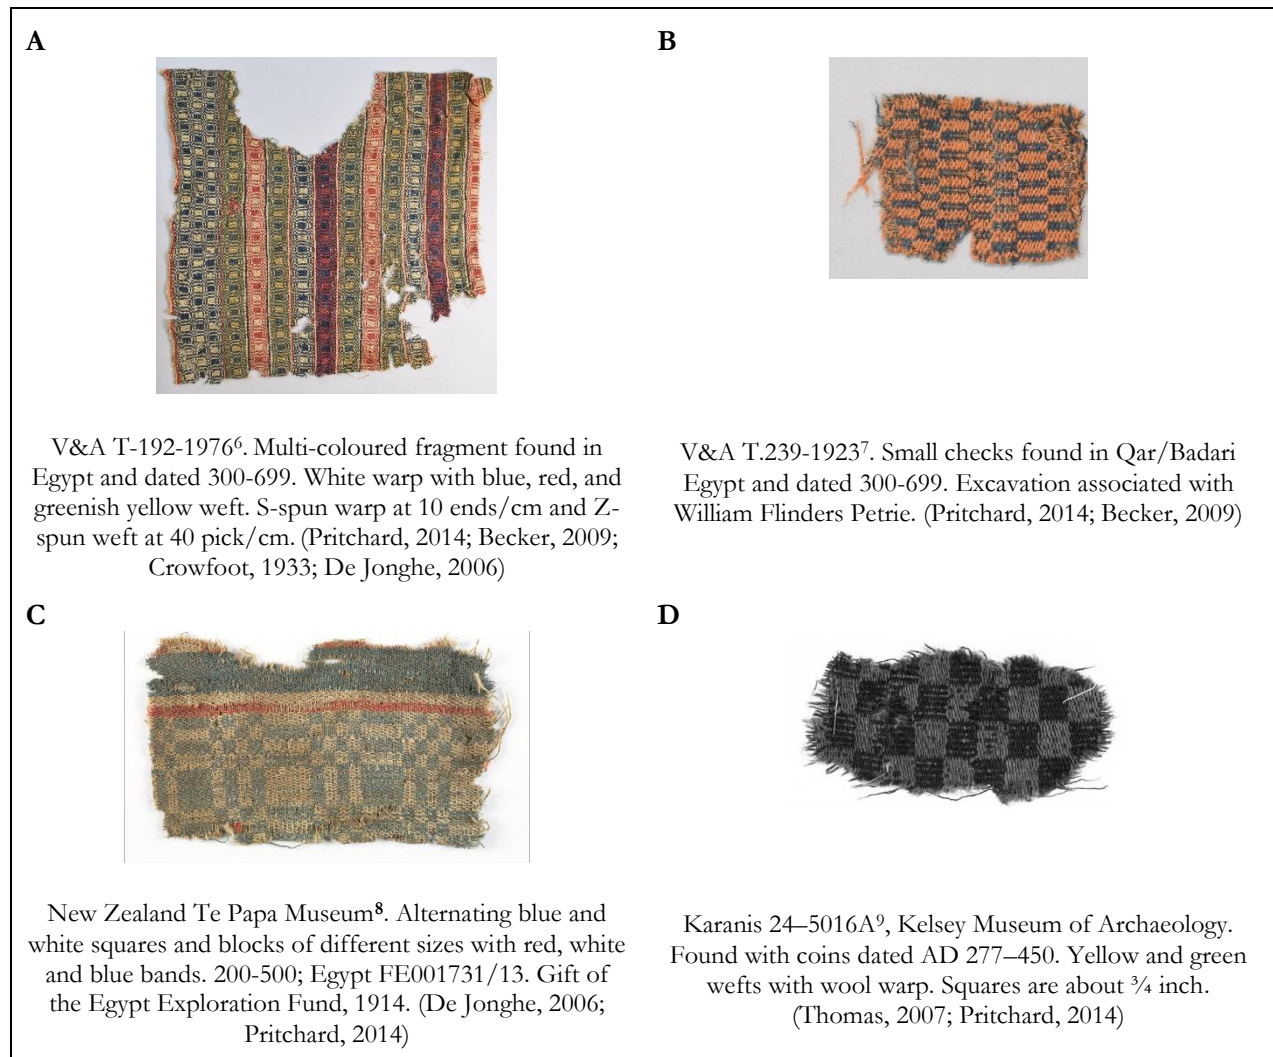 A
B
V&A T-192-1976⁶. Multi-coloured fragment found in
Egypt and dated 300-699. White warp with blue, red, and
greenish yellow weft. S-spun warp at 10 ends/cm and Z-
spun weft at 40 pick/cm. (Pritchard, 2014; Becker, 2009;
Crowfoot, 1933; De Jonghe, 2006)
V&A T.239-1923⁷. Small checks found in Qar/Badari
Egypt and dated 300-699. Excavation associated with
William Flinders Petrie. (Pritchard, 2014; Becker, 2009)
C
D
New Zealand Te Papa Museum⁸. Alternating blue and
white squares and blocks of different sizes with red, white
and blue bands. 200-500; Egypt FE001731/13. Gift of
the Egypt Exploration Fund, 1914. (De Jonghe, 2006;
Pritchard, 2014)
Karanis 24–5016A⁹, Kelsey Museum of Archaeology.
Found with coins dated AD 277–450. Yellow and green
wefts with wool warp. Squares are about ¾ inch.
(Thomas, 2007; Pritchard, 2014)